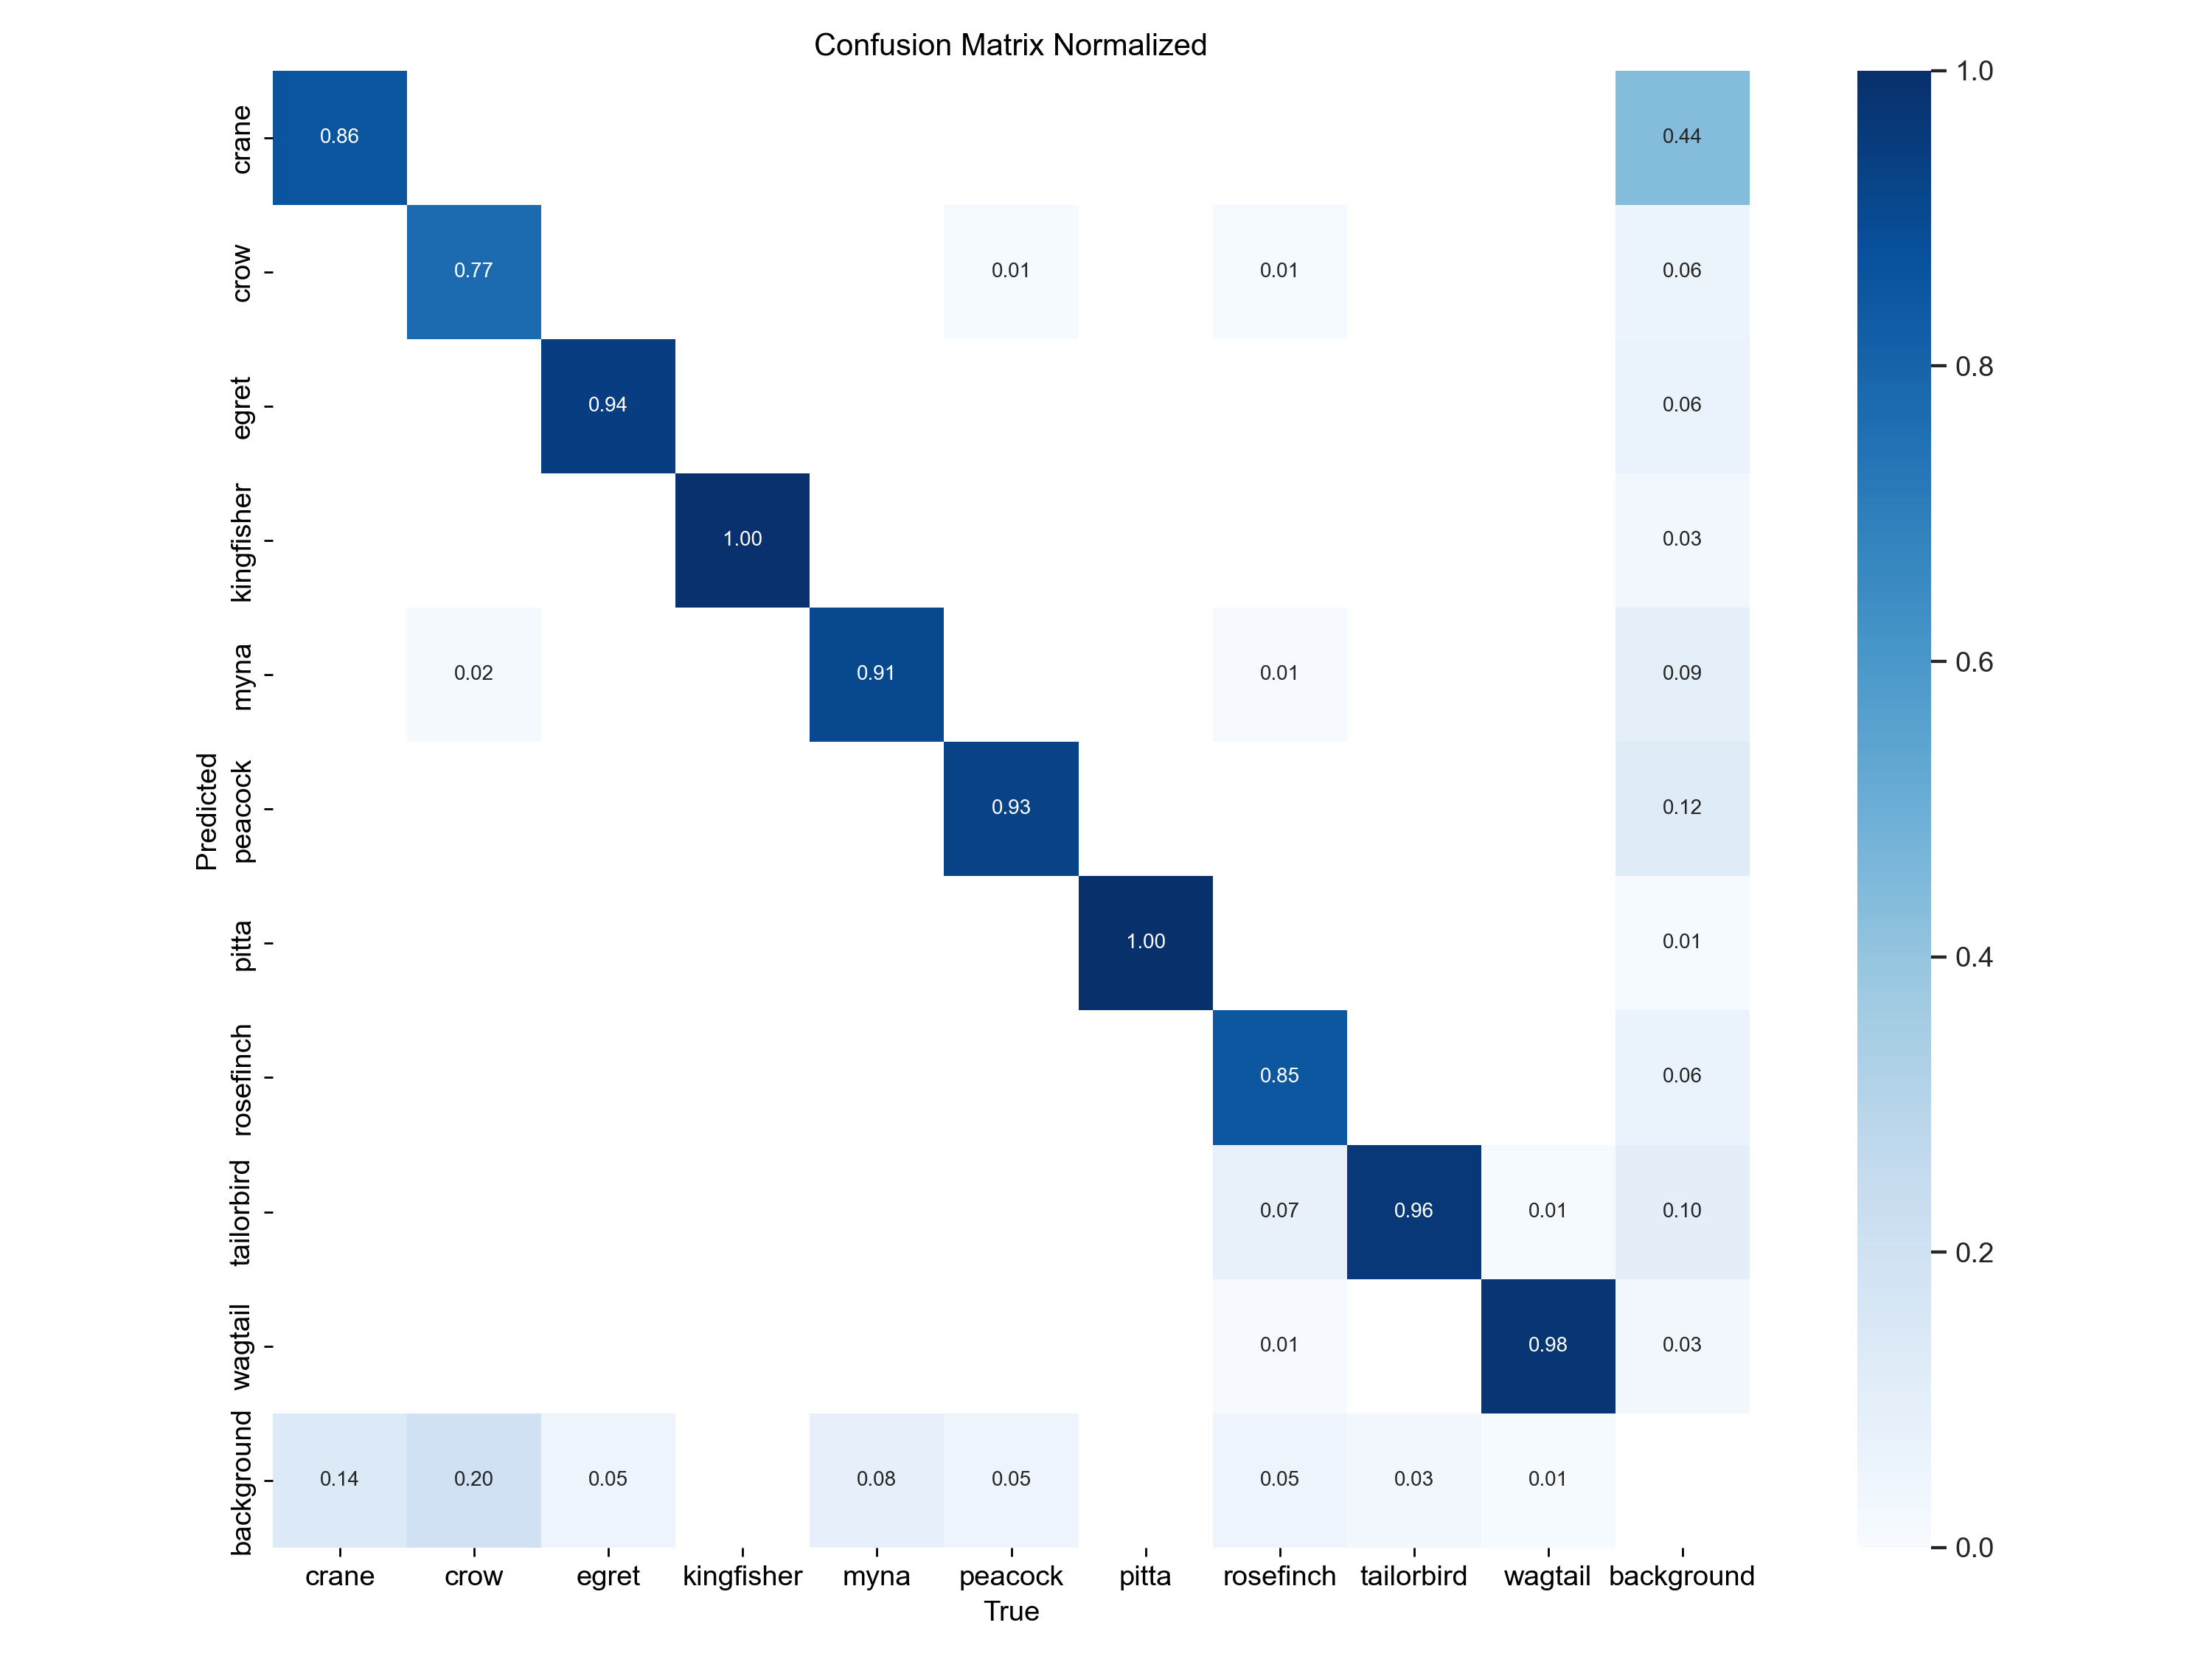 Confusion Matrix Normalized
crane 0.86 0.44 1.0
crow 0.77 0.01 0.01 0.06
egret 0.94 0.06 0.8
kingfisher 1.00 0.03
myna 0.02 0.91 0.01 0.09 0.6
Predicted
peacock 0.93 0.12
pitta 1.00 0.01 0.4
rosefinch 0.85 0.06
tailorbird 0.07 0.96 0.01 0.10 0.2
wagtail 0.01 0.98 0.03
background 0.14 0.20 0.05 0.08 0.05 0.05 0.03 0.01 0.0
crane crow egret kingfisher myna peacock pitta rosefinch tailorbird wagtail background
True